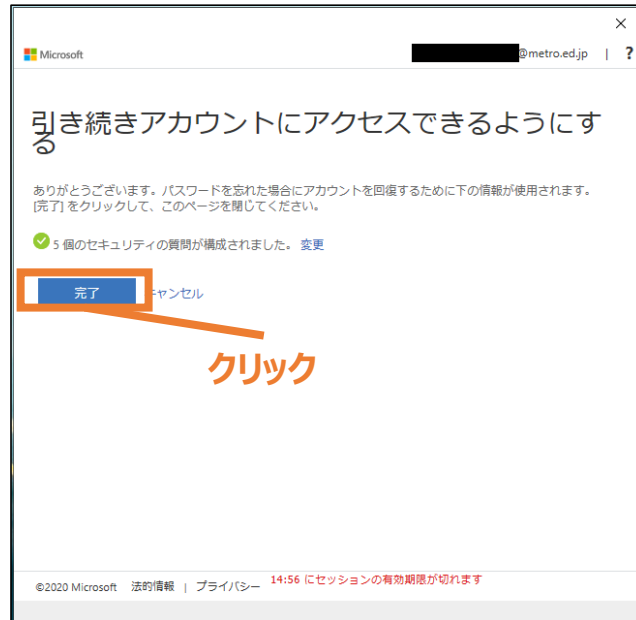 ×
Microsoft
@metro.ed.jp | ?
引き続きアカウントにアクセスできるようにす
る
ありがとうございます。パスワードを忘れた場合にアカウントを回復するために下の情報が使用されます。
[完了] をクリックして、このページを閉じてください。
5 個のセキュリティの質問が構成されました。 変更
完了 キャンセル
クリック
14:56 にセッションの有効期限が切れます
©2020 Microsoft 法的情報 | プライバシー